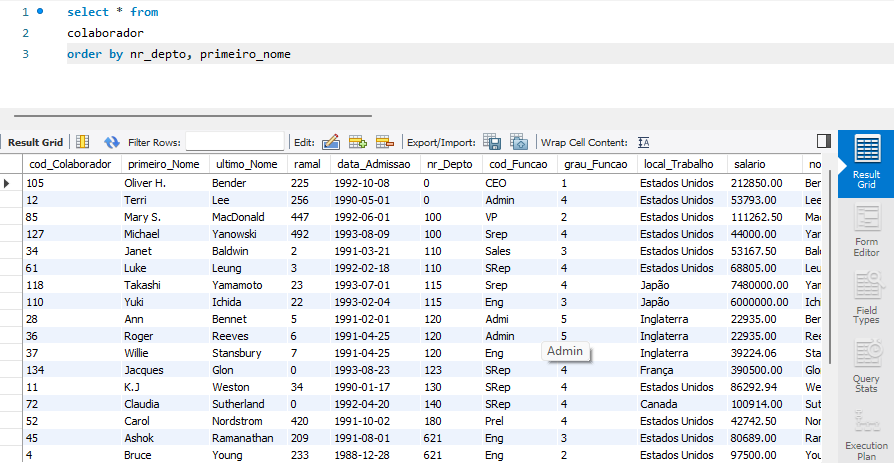 1 select * from
2 colaborador
3 order by nr_depto, primeiro_nome
Result Grid Filter Rows: Edit: Export/Import: Wrap Cell Content:
cod_Colaborador primeiro_Nome ultimo_Nome ramal data_Admissao nr_Depto cod_Funcao grau_Funcao local_Trabalho salario no
105 Oliver H. Bender 225 1992-10-08 0 CEO 1 Estados Unidos 212850.00 Ben
12 Terri Lee 256 1990-05-01 0 Admin 4 Estados Unidos 53793.00 Lee
85 Mary S. MacDonald 447 1992-06-01 100 VP 2 Estados Unidos 111262.50 Mac
127 Michael Yanowski 492 1993-08-09 100 Srep 4 Estados Unidos 44000.00 Yan
34 Janet Baldwin 2 1991-03-21 110 Sales 3 Estados Unidos 53167.50 Bal
61 Luke Leung 3 1992-02-18 110 SRep 4 Estados Unidos 68805.00 Leu
118 Takashi Yamamoto 23 1993-07-01 115 Srep 4 Japão 7480000.00 Yam
110 Yuki Ichida 22 1993-02-04 115 Eng 3 Japão 6000000.00 Ichi
28 Ann Bennet 5 1991-02-01 120 Admi 5 Inglaterra 22935.00 Ben
36 Roger Reeves 6 1991-04-25 120 Admin 5 Inglaterra 22935.00 Ree
37 Willie Stansbury 7 1991-04-25 120 Eng Inglaterra 39224.06 Sta
Admin
134 Jacques Glon 0 1993-08-23 123 SRep 4 França 390500.00 Glo
11 K.J Weston 34 1990-01-17 130 SRep 4 Estados Unidos 86292.94 We
72 Claudia Sutherland 0 1992-04-20 140 SRep 4 Canada 100914.00 Sut
52 Carol Nordstrom 420 1991-10-02 180 Prel 4 Estados Unidos 42742.50 Nor
45 Ashok Ramanathan 209 1991-08-01 621 Eng 3 Estados Unidos 80689.00 Ran
4 Bruce Young 233 1988-12-28 621 Eng 2 Estados Unidos 97500.00 You
Result
Grid
Form
Editor
Field
Types
Query
Stats
Execution
Plan